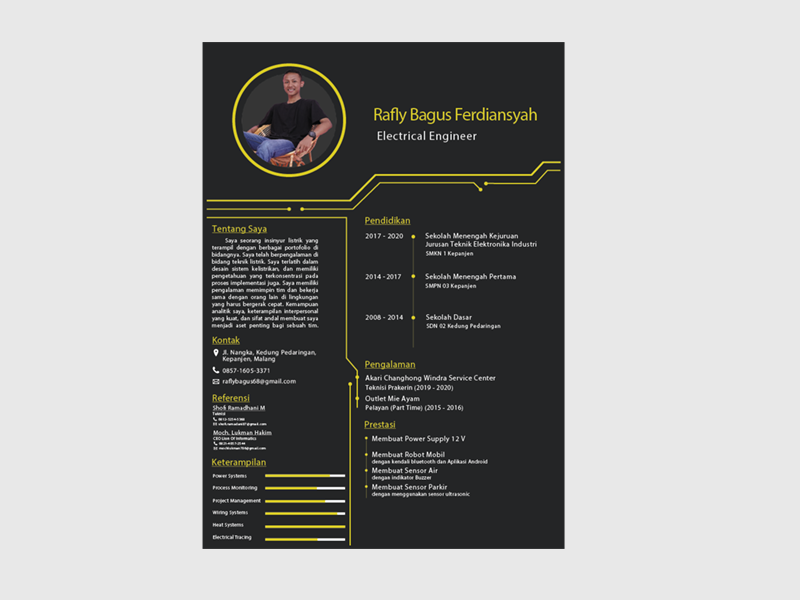 Rafly Bagus Ferdiansyah
Electrical Engineer
Tentang Saya
Saya seorang insinyur listrik yang
terampil dengan berbagai portofolio di
bidangnya. Saya telah berpengalaman di
bidang teknik listrik. Saya terlatih dalam
desain sistem kelistrikan, dan memiliki
pengetahuan yang terkonsentrasi pada
proses implementasi juga. Saya memiliki
pengalaman memimpin tim dan bekerja
sama dengan orang lain di lingkungan
yang harus bergerak cepat. Kemampuan
analitik saya, keterampilan interpersonal
yang kuat, dan sifat andal membuat saya
menjadi aset penting bagi sebuah tim.
Kontak
Jl. Nangka, Kedung Pedaringan,
Kepanjen, Malang
0857-1605-3371
raflybagus68@gmail.com
Referensi
Sholi Ramadhani M
Teknisi
Moch. Lukman Hakim
CEO Line Of Informatics
Keterampilan
Power Systems
Process Monitoring
Project Management
Wiring Systems
Heat Systems
Electrical Tracing
Pendidikan
2017 - 2020
Sekolah Menengah Kejuruan
Jurusan Teknik Elektronika Industri
SMKN 1 Kepanjen
2014 - 2017
Sekolah Menengah Pertama
SMPN 03 Kepanjen
2008 - 2014
Sekolah Dasar
SDN 02 Kedung Pedaringan
Pengalaman
Akari Changhong Windra Service Center
Teknisi Prakerin (2019 - 2020)
Outlet Mie Ayam
Pelayan (Part Time) (2015 - 2016)
Prestasi
Membuat Power Supply 12 V
Membuat Robot Mobil
dengan kendali bluetooth dan Aplikasi Android
Membuat Sensor Air
dengan indikator Buzzer
Membuat Sensor Parkir
dengan menggunakan sensor ultrasonic